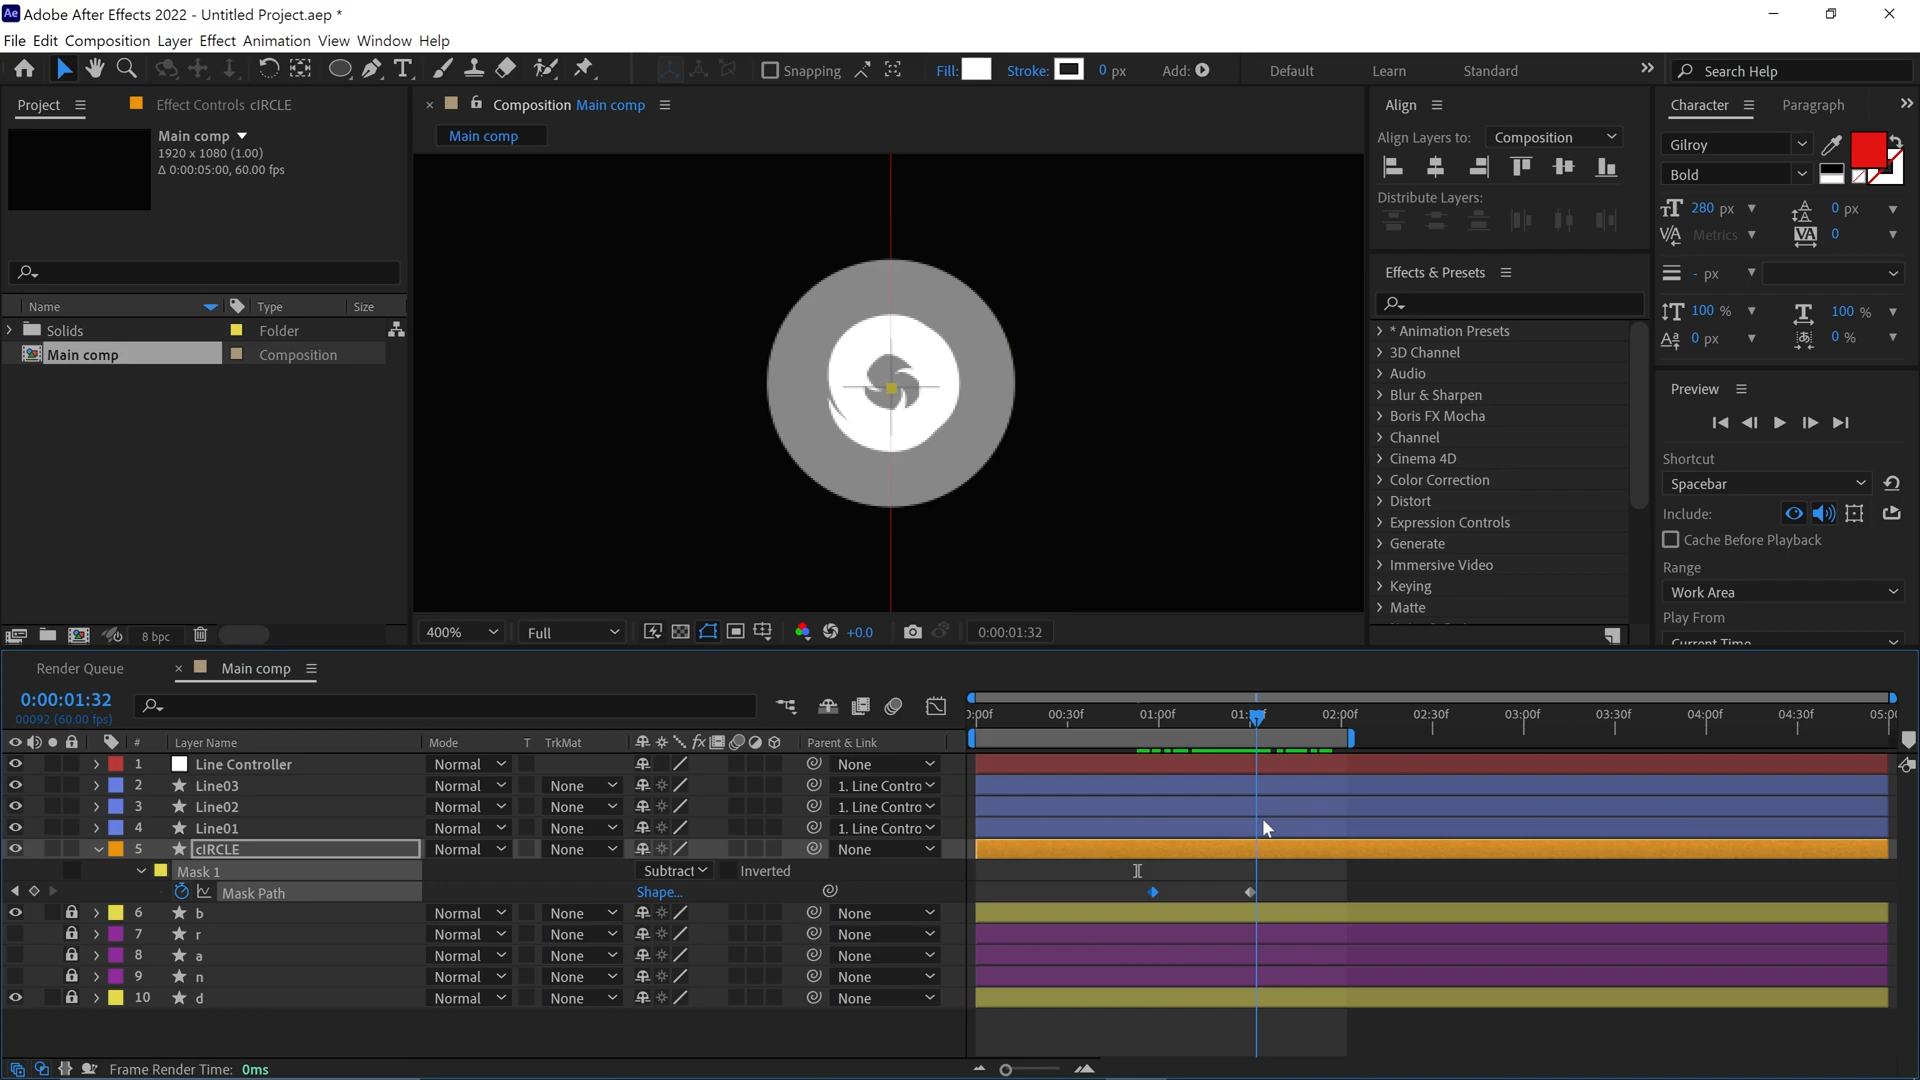 Adobe After Effects 2022 - Untitled Project.aep *
File Edit Composition Layer Effect Animation View Window Help
Snapping Fill: Stroke: 0 px Add: Default Learn Standard Search Help
Project Effect Controls cIRCLE
Main comp
1920 x 1080 (1.00)
Δ 0:00:05:00, 60.00 fps
Name Type Size
Solids Folder
Main comp Composition
8 bpc
Composition Main comp
Main comp
400% Full +0.0 0:00:01:32
Align
Align Layers to: Composition
Distribute Layers:
Effects & Presets
* Animation Presets
3D Channel
Audio
Blur & Sharpen
Boris FX Mocha
Channel
Cinema 4D
Color Correction
Distort
Expression Controls
Generate
Immersive Video
Keying
Matte
Character Paragraph
Gilroy
Bold
280 px 0 px
Metrics 0
- px
100 % 100 %
0 px 0 %
Preview
Shortcut
Spacebar
Include:
Cache Before Playback
Range
Work Area
Play From
Current Time
Render Queue Main comp
0:00:01:32
00092 (60.00 fps)
# Layer Name Mode T TrkMat Parent & Link
1 Line Controller Normal None
2 Line03 Normal None 1. Line Contro
3 Line02 Normal None 1. Line Contro
4 Line01 Normal None 1. Line Contro
5 cIRCLE Normal None None
Mask 1 Subtract Inverted
Mask Path Shape...
6 b Normal None None
7 r Normal None None
8 a Normal None None
9 n Normal None None
10 d Normal None None
00:30f 01:00f 02:00f 02:30f 03:00f 03:30f 04:00f 04:30f
Frame Render Time: 0ms